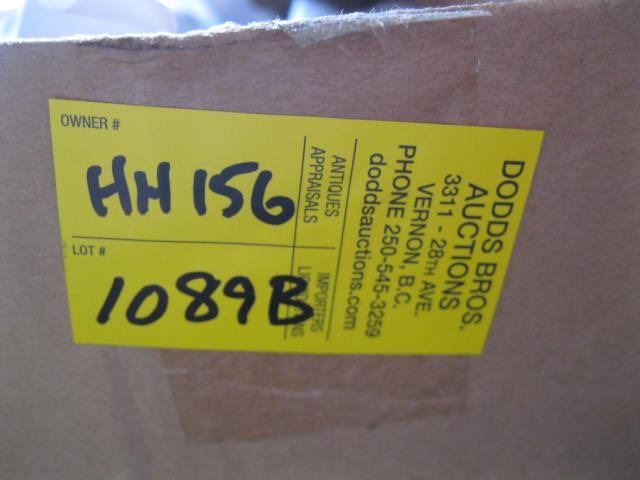 OWNER #
HH 156
LOT #
1089B
ANTIQUES
APPRAISALS
IMPORTERS
DODDS BROS.
AUCTIONS
3311 - 28TH AVE.
VERNON, B.C.
PHONE 250-545-3259
doddsauctions.com